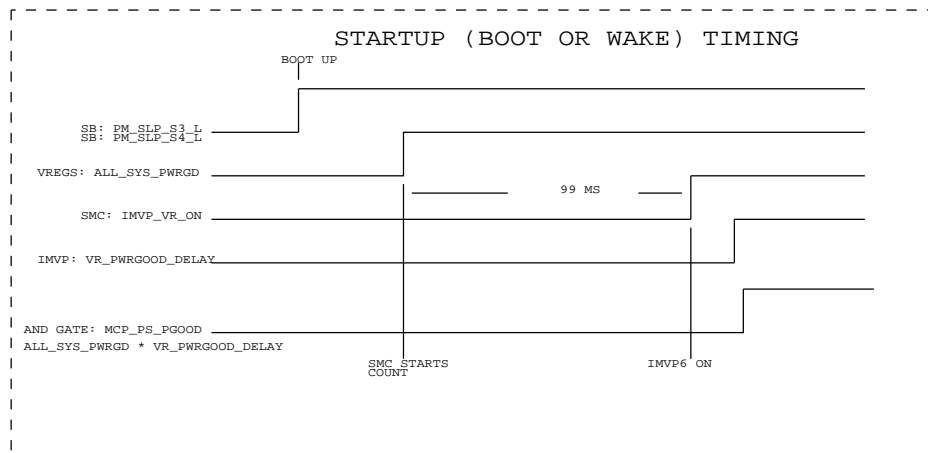 STARTUP (BOOT OR WAKE) TIMING
BOOT UP
SB: PM_SLP_S3_L
SB: PM_SLP_S4_L
VREGS: ALL_SYS_PWRGD
99 MS
SMC: IMVP_VR_ON
IMVP: VR_PWRGOOD_DELAY
AND GATE: MCP_PS_PGOOD
ALL_SYS_PWRGD * VR_PWRGOOD_DELAY
SMC STARTS
COUNT
IMVP6 ON